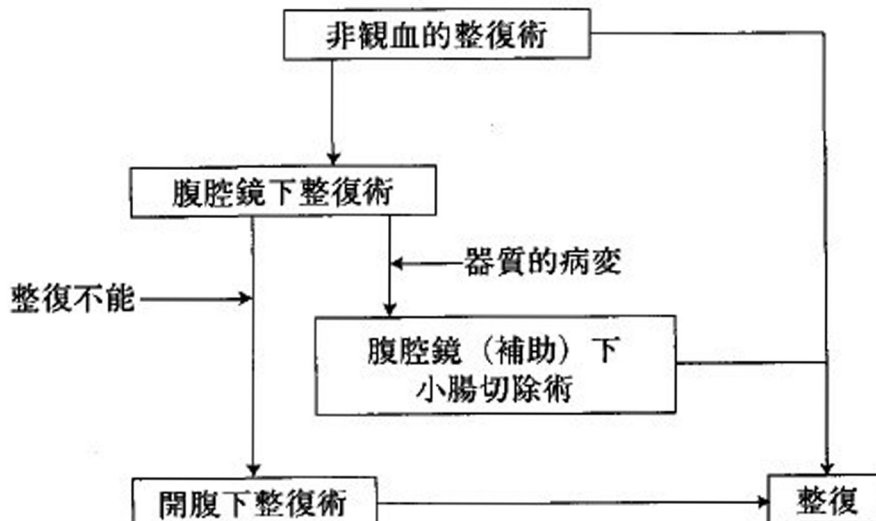 非観血的整復術
腹腔鏡下整復術
器質的病変
整復不能
腹腔鏡（補助）下
小腸切除術
開腹下整復術
整復